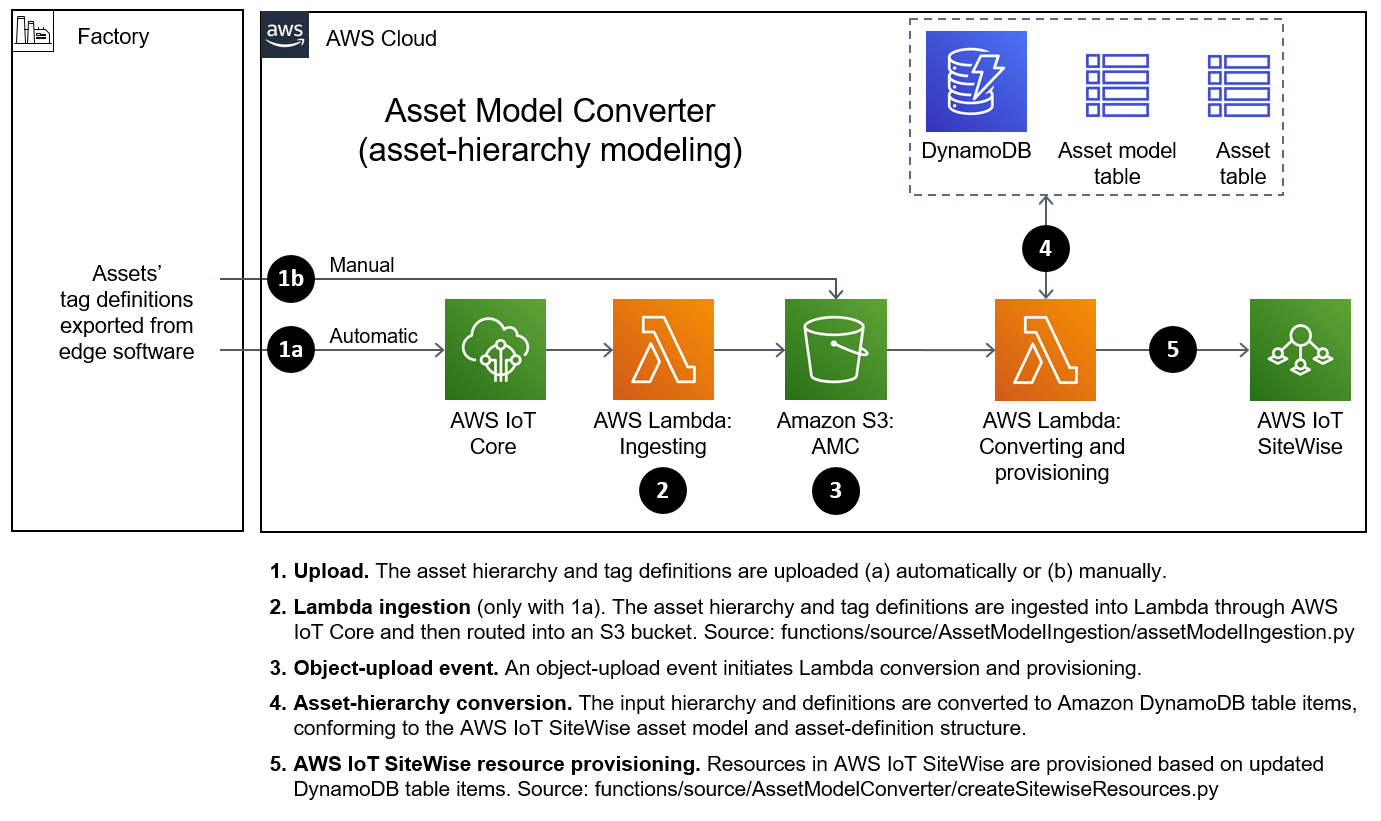 Factory
aws
AWS Cloud
Asset Model Converter
(asset-hierarchy modeling)
DynamoDB
Asset model
table
Asset
table
4
1b
Manual
Assets’
tag definitions
exported from
edge software
1a
Automatic
5
AWS IoT
Core
AWS Lambda:
Ingesting
2
Amazon S3:
AMC
3
AWS Lambda:
Converting and
provisioning
AWS IoT
SiteWise
1. Upload. The asset hierarchy and tag definitions are uploaded (a) automatically or (b) manually.
2. Lambda ingestion (only with 1a). The asset hierarchy and tag definitions are ingested into Lambda through AWS
IoT Core and then routed into an S3 bucket. Source: functions/source/AssetModelIngestion/assetModelIngestion.py
3. Object-upload event. An object-upload event initiates Lambda conversion and provisioning.
4. Asset-hierarchy conversion. The input hierarchy and definitions are converted to Amazon DynamoDB table items,
conforming to the AWS IoT SiteWise asset model and asset-definition structure.
5. AWS IoT SiteWise resource provisioning. Resources in AWS IoT SiteWise are provisioned based on updated
DynamoDB table items. Source: functions/source/AssetModelConverter/createSitewiseResources.py